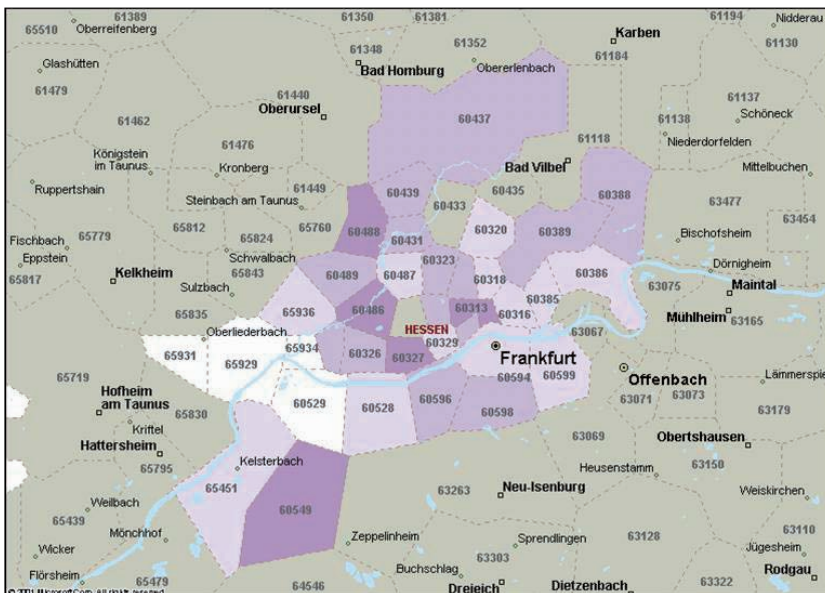 61389
61350
61381
61194
Nidderau
65510
Oberreifenberg
Karben
61130
61348
61352
61184
Glashütten
Bad Homburg
Obererlenbach
61479
61440
61137
Oberursel
Schöneck
61462
60437
61138
61476
61118
Niederdorfelden
Königstein
im Taunus
Kronberg
Bad Vilbel
Mittelbuchen
Ruppertshain
61449
60439
60435
60388
63477
Steinbach am Taunus
60433
63454
65812
65760
60488
60320
Fischbach
65779
65824
60431
60389
Bischofsheim
Eppstein
Schwalbach
60323
65817
65843
60489
60487
60318
60386
Dörnigheim
Kelkheim
Sulzbach
63075
Maintal
65936
60486
60313
60385
65835
60316
Mühlheim
63165
HESSEN
63067
Oberliederbach
65934
60329
65931
60326
60327
Frankfurt
65929
60594
60599
Offenbach
65719
Lämmerspie
Hofheim
am Taunus
65830
60529
60528
60596
60598
63071
63073
63179
Kriftel
Hattersheim
63069
Obertshausen
65795
Kelsterbach
Heusenstamm
63150
65451
63263
Neu-Isenburg
Weiskirchen
Weilbach
60549
65439
Mönchhof
Zeppelinheim
Sprendlingen
63128
63110
Wicker
63303
Jügesheim
Flörsheim
65479
Buchschlag
63322
Rodgau
64546
Dreieich
Dietzenbach